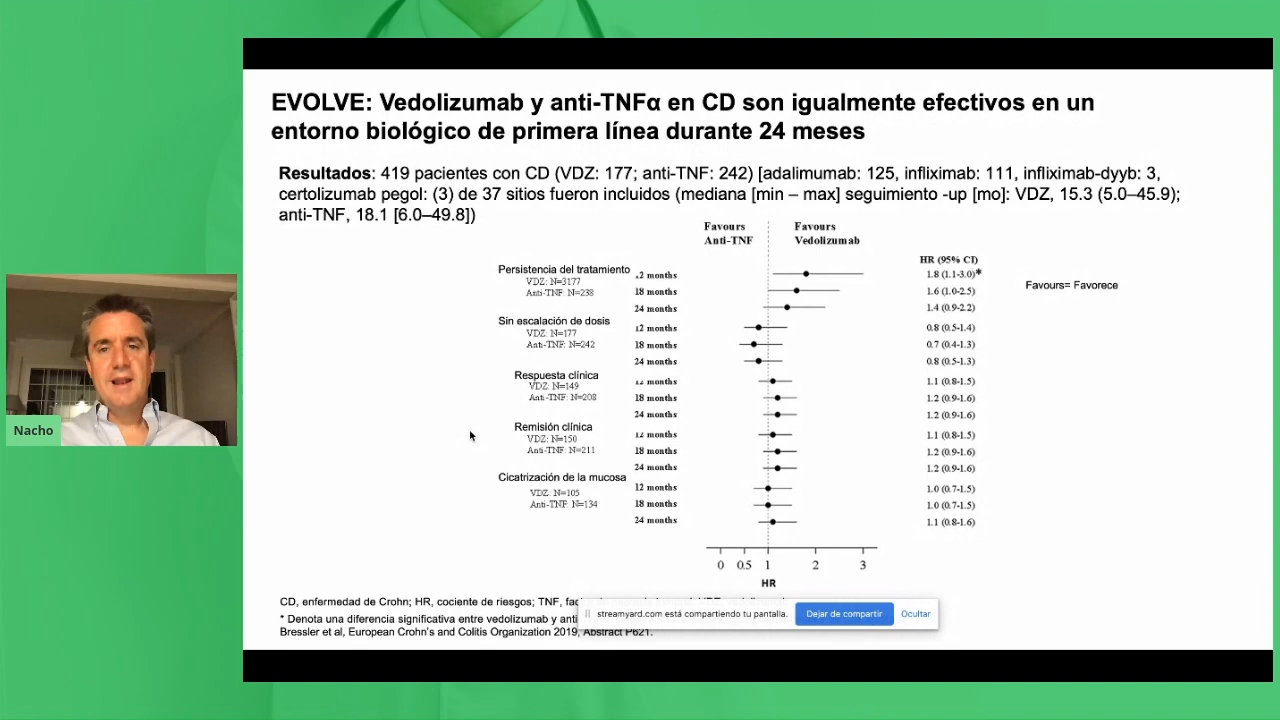 EVOLVE: Vedolizumab y anti-TNFα en CD son igualmente efectivos en un
entorno biológico de primera línea durante 24 meses
Resultados: 419 pacientes con CD (VDZ: 177; anti-TNF: 242) [adalimumab: 125, infliximab: 111, infliximab-dyyb: 3,
certolizumab pegol: (3) de 37 sitios fueron incluidos (mediana [min – max] seguimiento -up [mo]: VDZ, 15.3 (5.0–45.9);
anti-TNF, 18.1 [6.0–49.8])
Favours
Anti-TNF
Favours
Vedolizumab
HR (95% CI)
Favours= Favorece
Persistencia del tratamiento
VDZ: N=3177
Anti-TNF: N=238
12 months 1.8 (1.1-3.0)*
18 months 1.6 (1.0-2.5)
24 months 1.4 (0.9-2.2)
Sin escalación de dosis
VDZ: N=177
Anti-TNF: N=242
12 months 0.8 (0.5-1.4)
18 months 0.7 (0.4-1.3)
24 months 0.8 (0.5-1.3)
Respuesta clínica
VDZ: N=149
Anti-TNF: N=208
12 months 1.1 (0.8-1.5)
18 months 1.2 (0.9-1.6)
24 months 1.2 (0.9-1.6)
Remisión clínica
VDZ: N=150
Anti-TNF: N=211
12 months 1.1 (0.8-1.5)
18 months 1.2 (0.9-1.6)
24 months 1.2 (0.9-1.6)
Cicatrización de la mucosa
VDZ: N=105
Anti-TNF N=134
12 months 1.0 (0.7-1.5)
18 months 1.0 (0.7-1.5)
24 months 1.1 (0.8-1.6)
0 0.5 1 2 3
HR
CD, enfermedad de Crohn; HR, cociente de riesgos; TNF,
* Denota una diferencia significativa entre vedolizumab y
Bressler et al, European Crohn's and Colitis Organization 2019, Abstract P621.
streamyard.com está compartiendo tu pantalla.
Dejar de compartir
Ocultar
Nacho